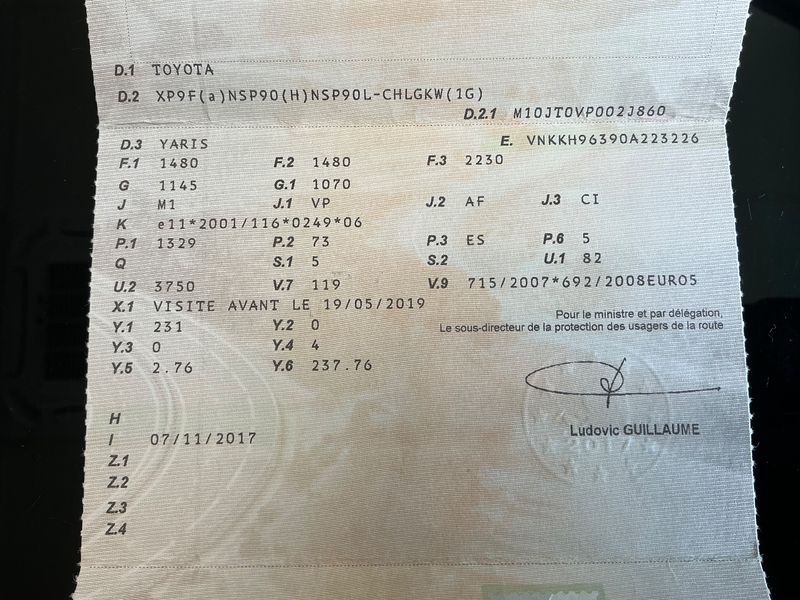 D.1 TOYOTA
D.2 XP9F(a)NSP90(H)NSP90L-CHLGKW(1G)
D.2.1 M10JT0VP002J860
D.3 YARIS E. VNKKH96390A223226
F.1 1480 F.2 1480 F.3 2230
G 1145 G.1 1070
J M1 J.1 VP J.2 AF J.3 CI
K e11*2001/116*0249*06
P.1 1329 P.2 73 P.3 ES P.6 5
Q S.1 5 S.2 U.1 82
U.2 3750 V.7 119 V.9 715/2007*692/2008EURO5
X.1 VISITE AVANT LE 19/05/2019
Pour le ministre et par délégation,
Y.1 231 Y.2 0 Le sous-directeur de la protection des usagers de la route
Y.3 0 Y.4 4
Y.5 2.76 Y.6 237.76
H
Ludovic GUILLAUME
I 07/11/2017
Z.1
Z.2
Z.3
Z.4